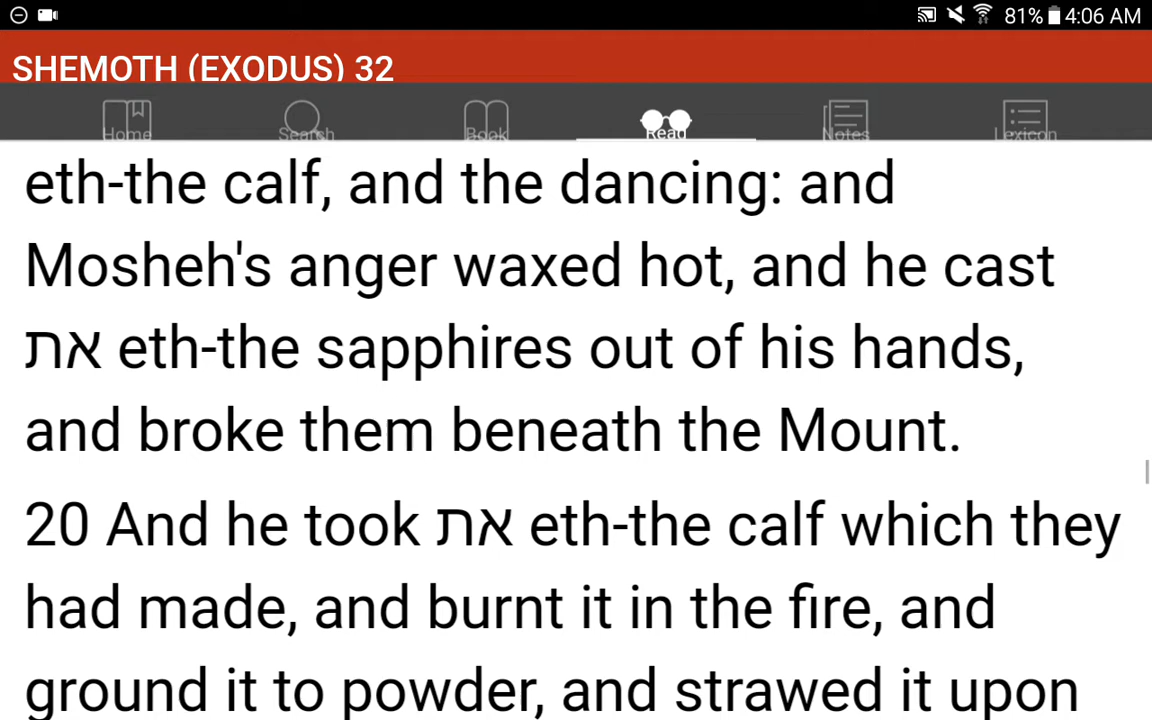 81% 4:06 AM
SHEMOTH (EXODUS) 32
Home Search Book Read Notes Lexicon
eth-the calf, and the dancing: and
Mosheh's anger waxed hot, and he cast
את eth-the sapphires out of his hands,
and broke them beneath the Mount.
20 And he took את eth-the calf which they
had made, and burnt it in the fire, and
ground it to powder, and strawed it upon